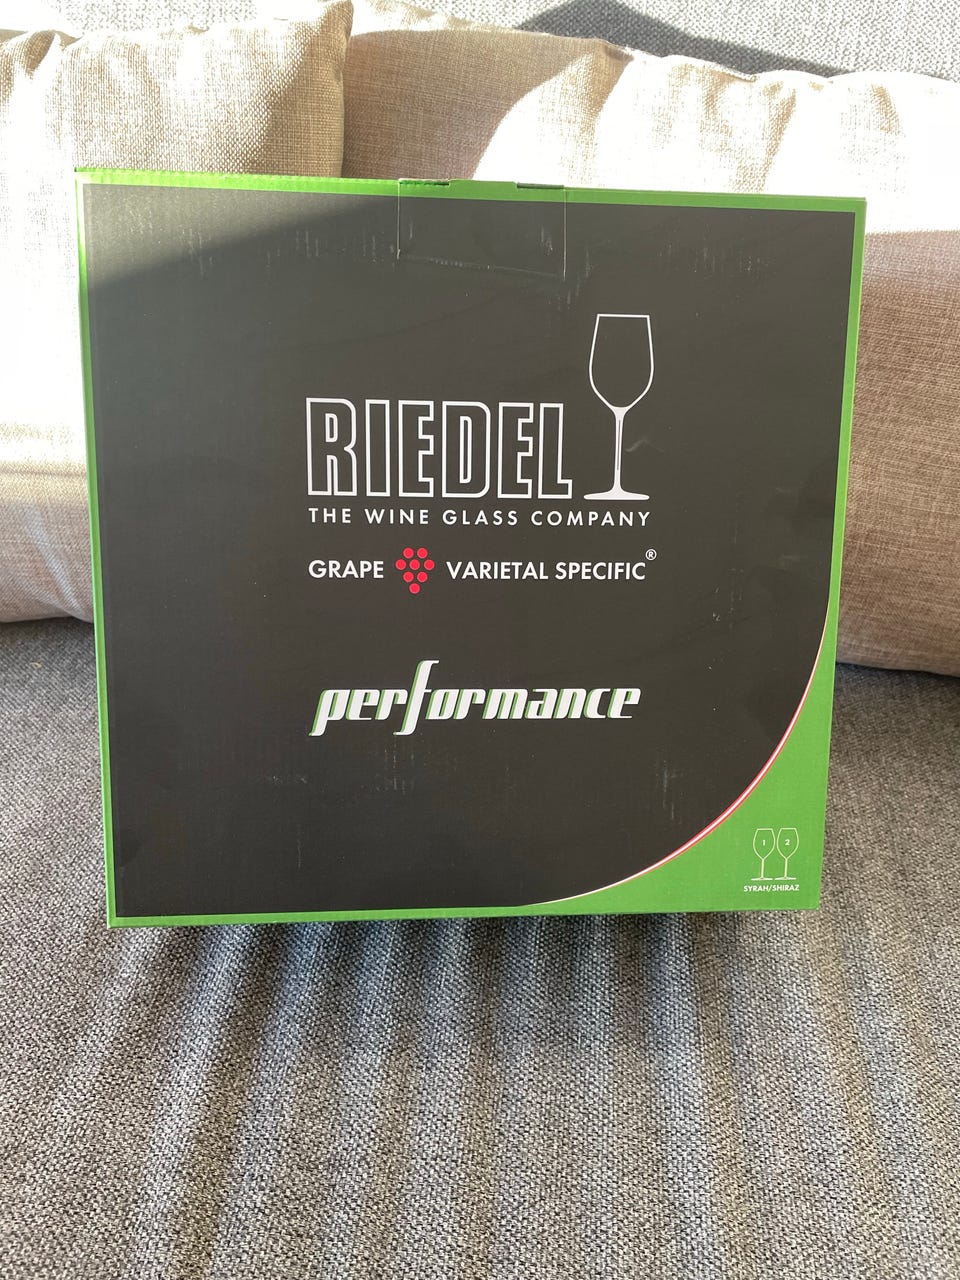 RIEDEL
THE WINE GLASS COMPANY
GRAPE VARIETAL SPECIFIC®
performance
1 2
SYRAH/SHIRAZ